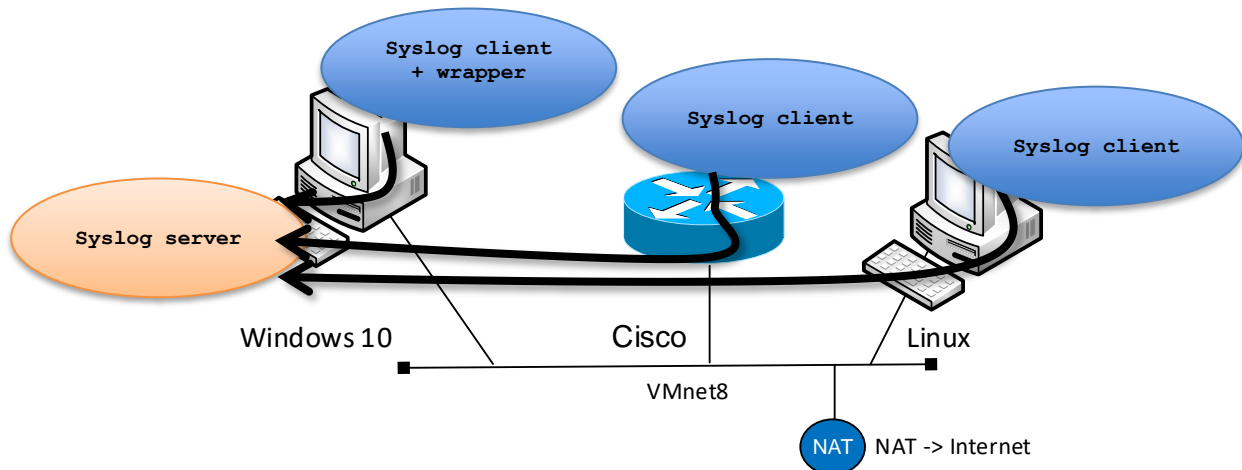 Syslog client
+ wrapper
Syslog client
Syslog client
Syslog server
Windows 10
Cisco
Linux
VMnet8
NAT
NAT -> Internet